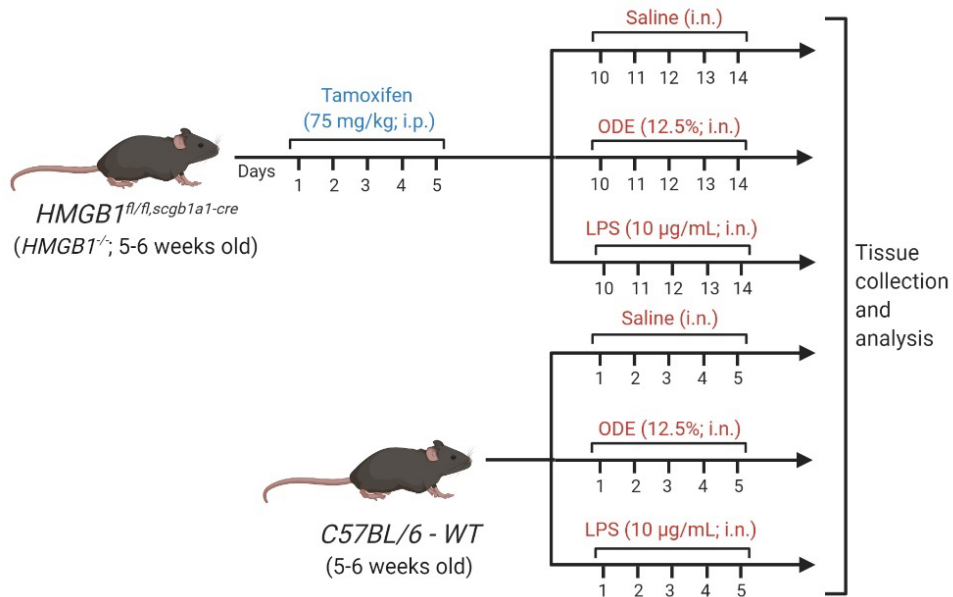 Saline (i.n.)
10 11 12 13 14
Tamoxifen
(75 mg/kg; i.p.)
Days
1 2 3 4 5
ODE (12.5%; i.n.)
10 11 12 13 14
HMGB1fl/fl,scgb1a1-cre
(HMGB1-/-; 5-6 weeks old)
LPS (10 µg/mL; i.n.)
10 11 12 13 14
Tissue
collection
and
analysis
Saline (i.n.)
1 2 3 4 5
ODE (12.5%; i.n.)
1 2 3 4 5
C57BL/6 - WT
(5-6 weeks old)
LPS (10 µg/mL; i.n.)
1 2 3 4 5